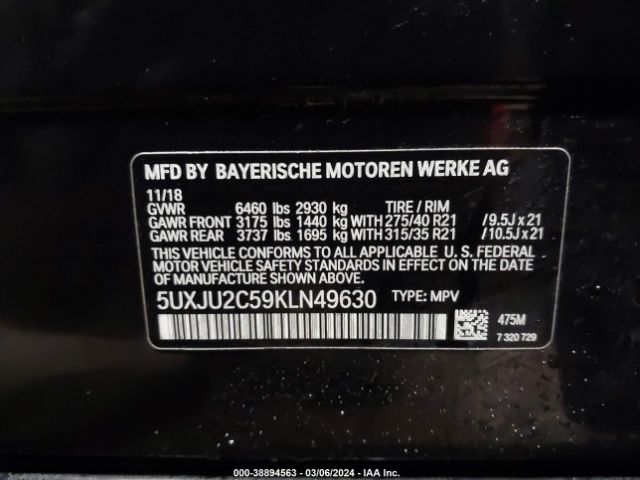 MFD BY BAYERISCHE MOTOREN WERKE AG
11/18
GVWR 6460 lbs 2930 kg TIRE / RIM
GAWR FRONT 3175 lbs 1440 kg WITH 275/40 R21 / 9.5J x 21
GAWR REAR 3737 lbs 1695 kg WITH 315/35 R21 / 10.5J x 21
THIS VEHICLE CONFORMS TO ALL APPLICABLE U. S. FEDERAL
MOTOR VEHICLE SAFETY STANDARDS IN EFFECT ON THE DATE
OF MANUFACTURE SHOWN ABOVE.
5UXJU2C59KLN49630 TYPE: MPV
475M
7 320 729
000-38894563 - 03/06/2024 - IAA Inc.